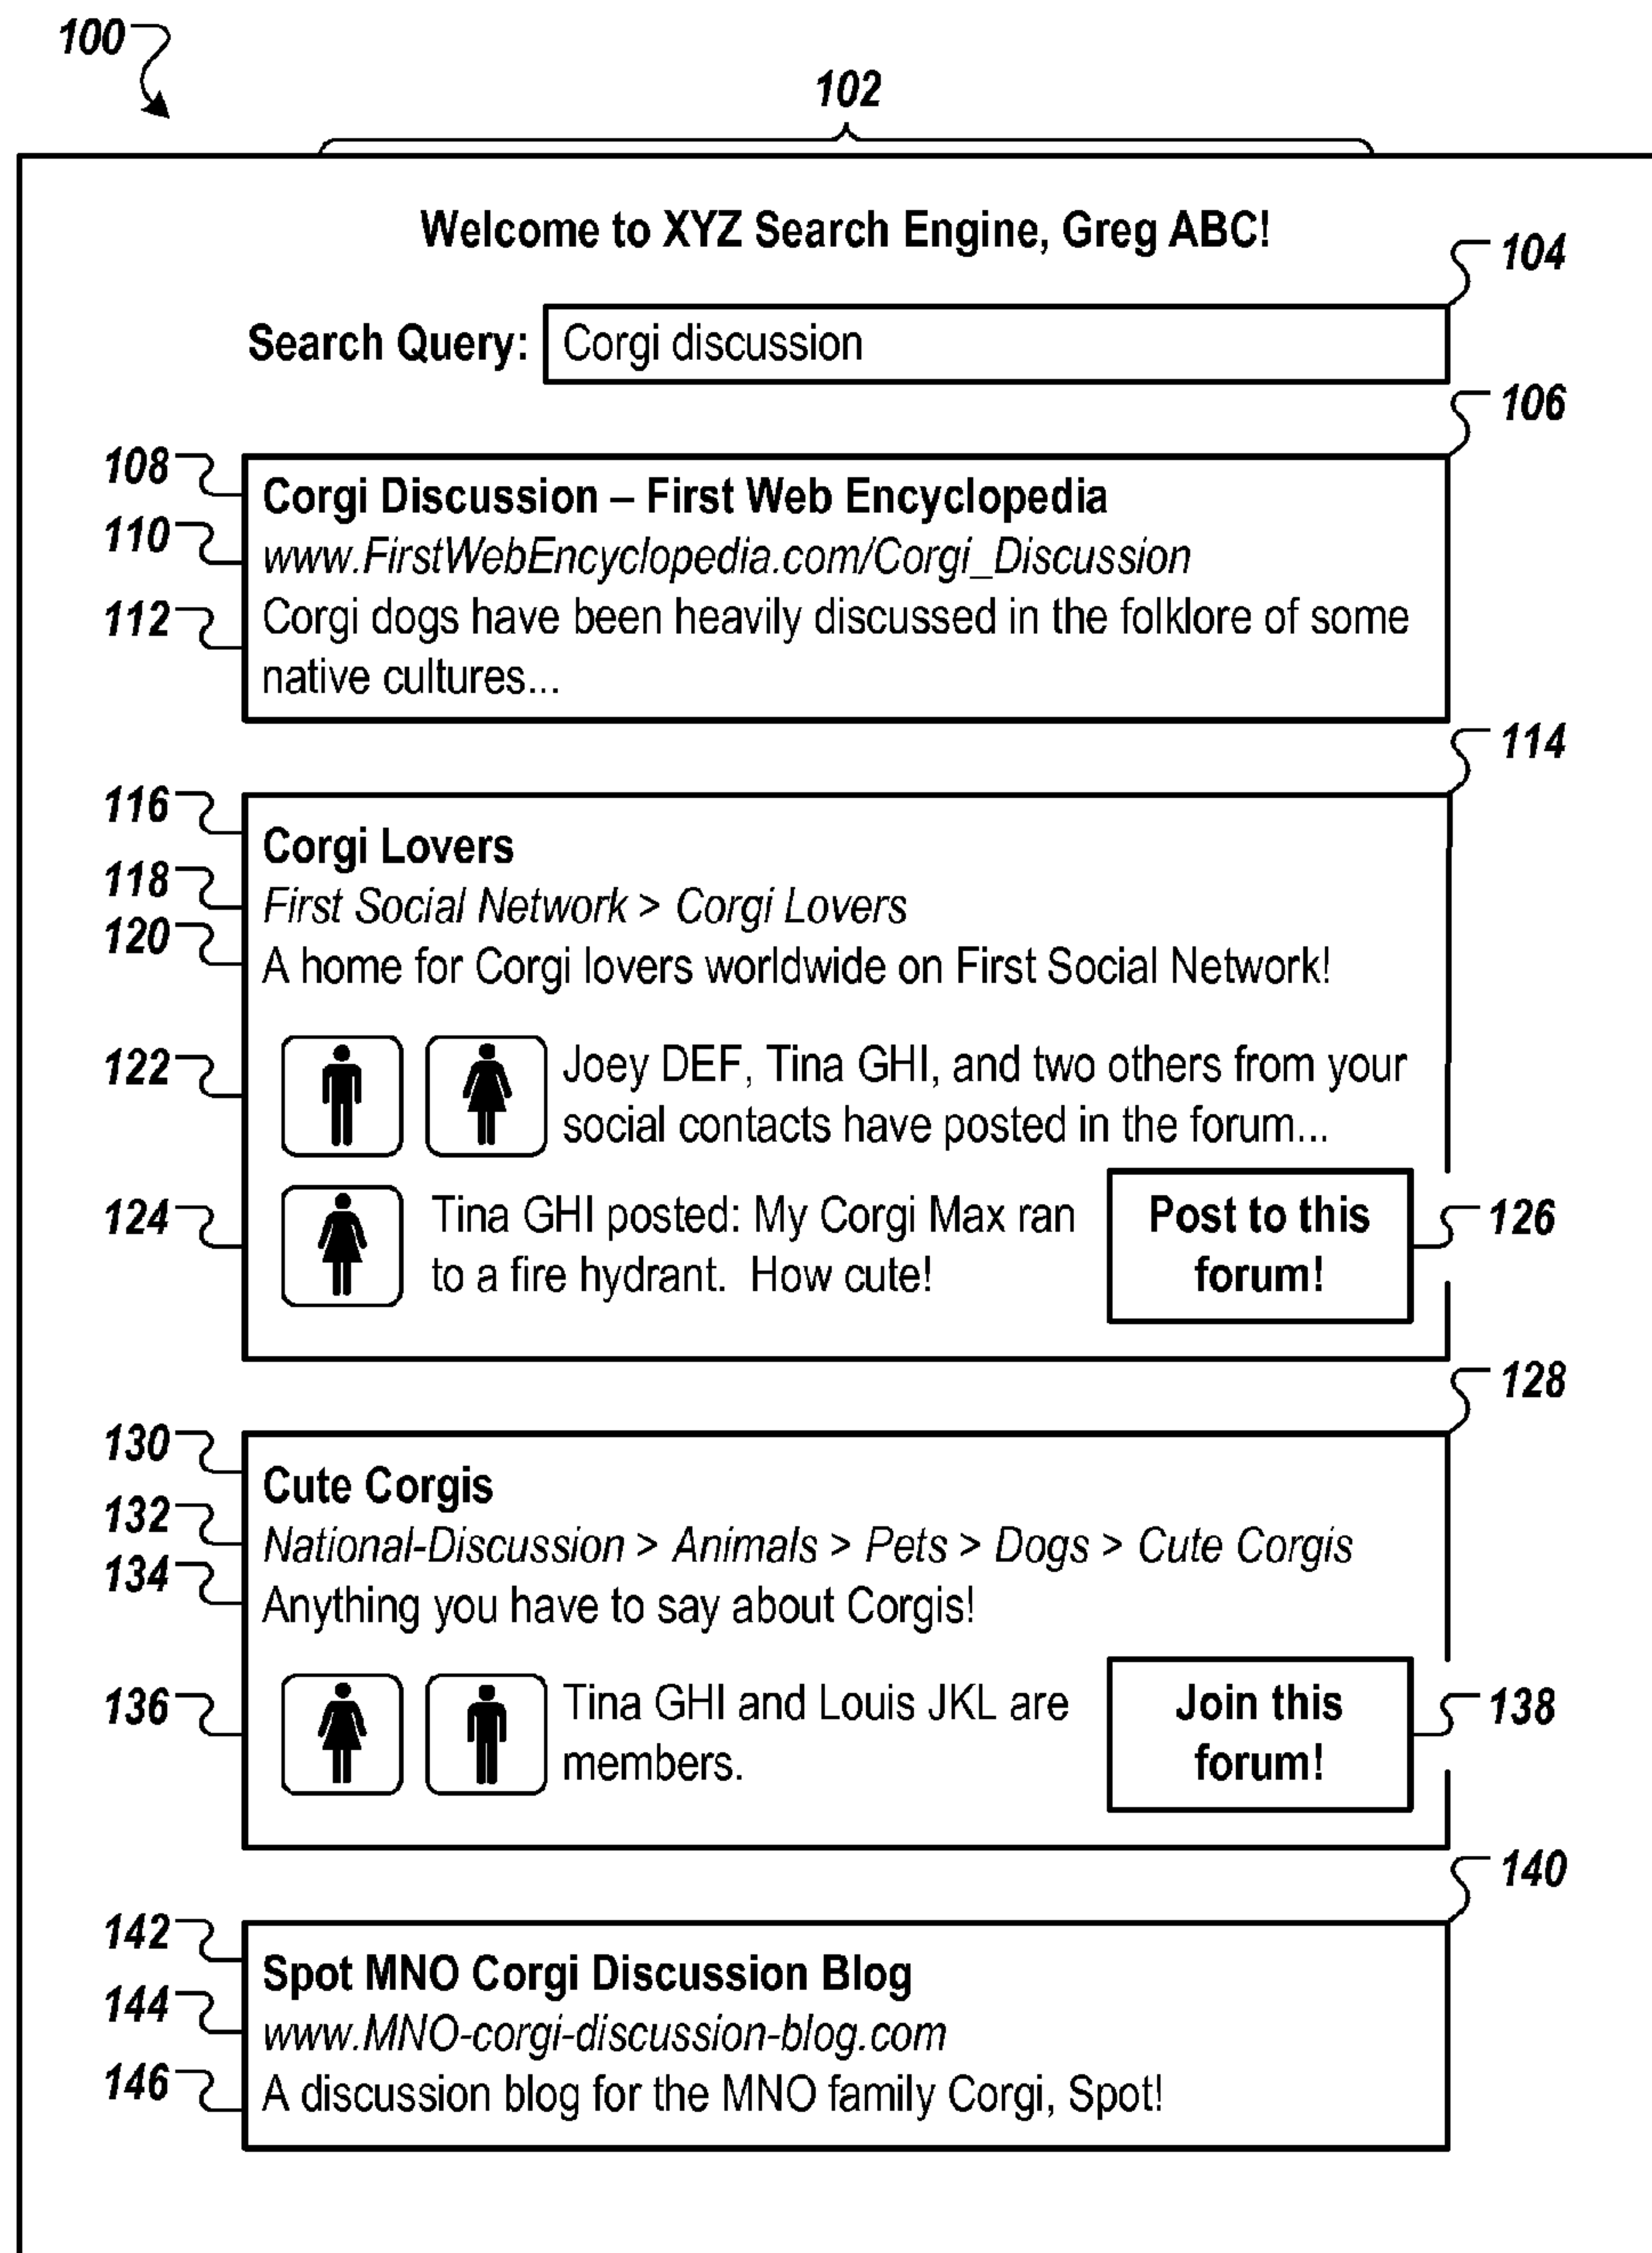 100
102
Welcome to XYZ Search Engine, Greg ABC!
104
Search Query: Corgi discussion
106
108
Corgi Discussion – First Web Encyclopedia
110
www.FirstWebEncyclopedia.com/Corgi_Discussion
112
Corgi dogs have been heavily discussed in the folklore of some
native cultures...
114
116
Corgi Lovers
118
First Social Network > Corgi Lovers
120
A home for Corgi lovers worldwide on First Social Network!
122
Joey DEF, Tina GHI, and two others from your
social contacts have posted in the forum...
124
Tina GHI posted: My Corgi Max ran
to a fire hydrant.  How cute!
Post to this
forum!
126
128
130
Cute Corgis
132
National-Discussion > Animals > Pets > Dogs > Cute Corgis
134
Anything you have to say about Corgis!
136
Tina GHI and Louis JKL are
members.
Join this
forum!
138
140
142
Spot MNO Corgi Discussion Blog
144
www.MNO-corgi-discussion-blog.com
146
A discussion blog for the MNO family Corgi, Spot!